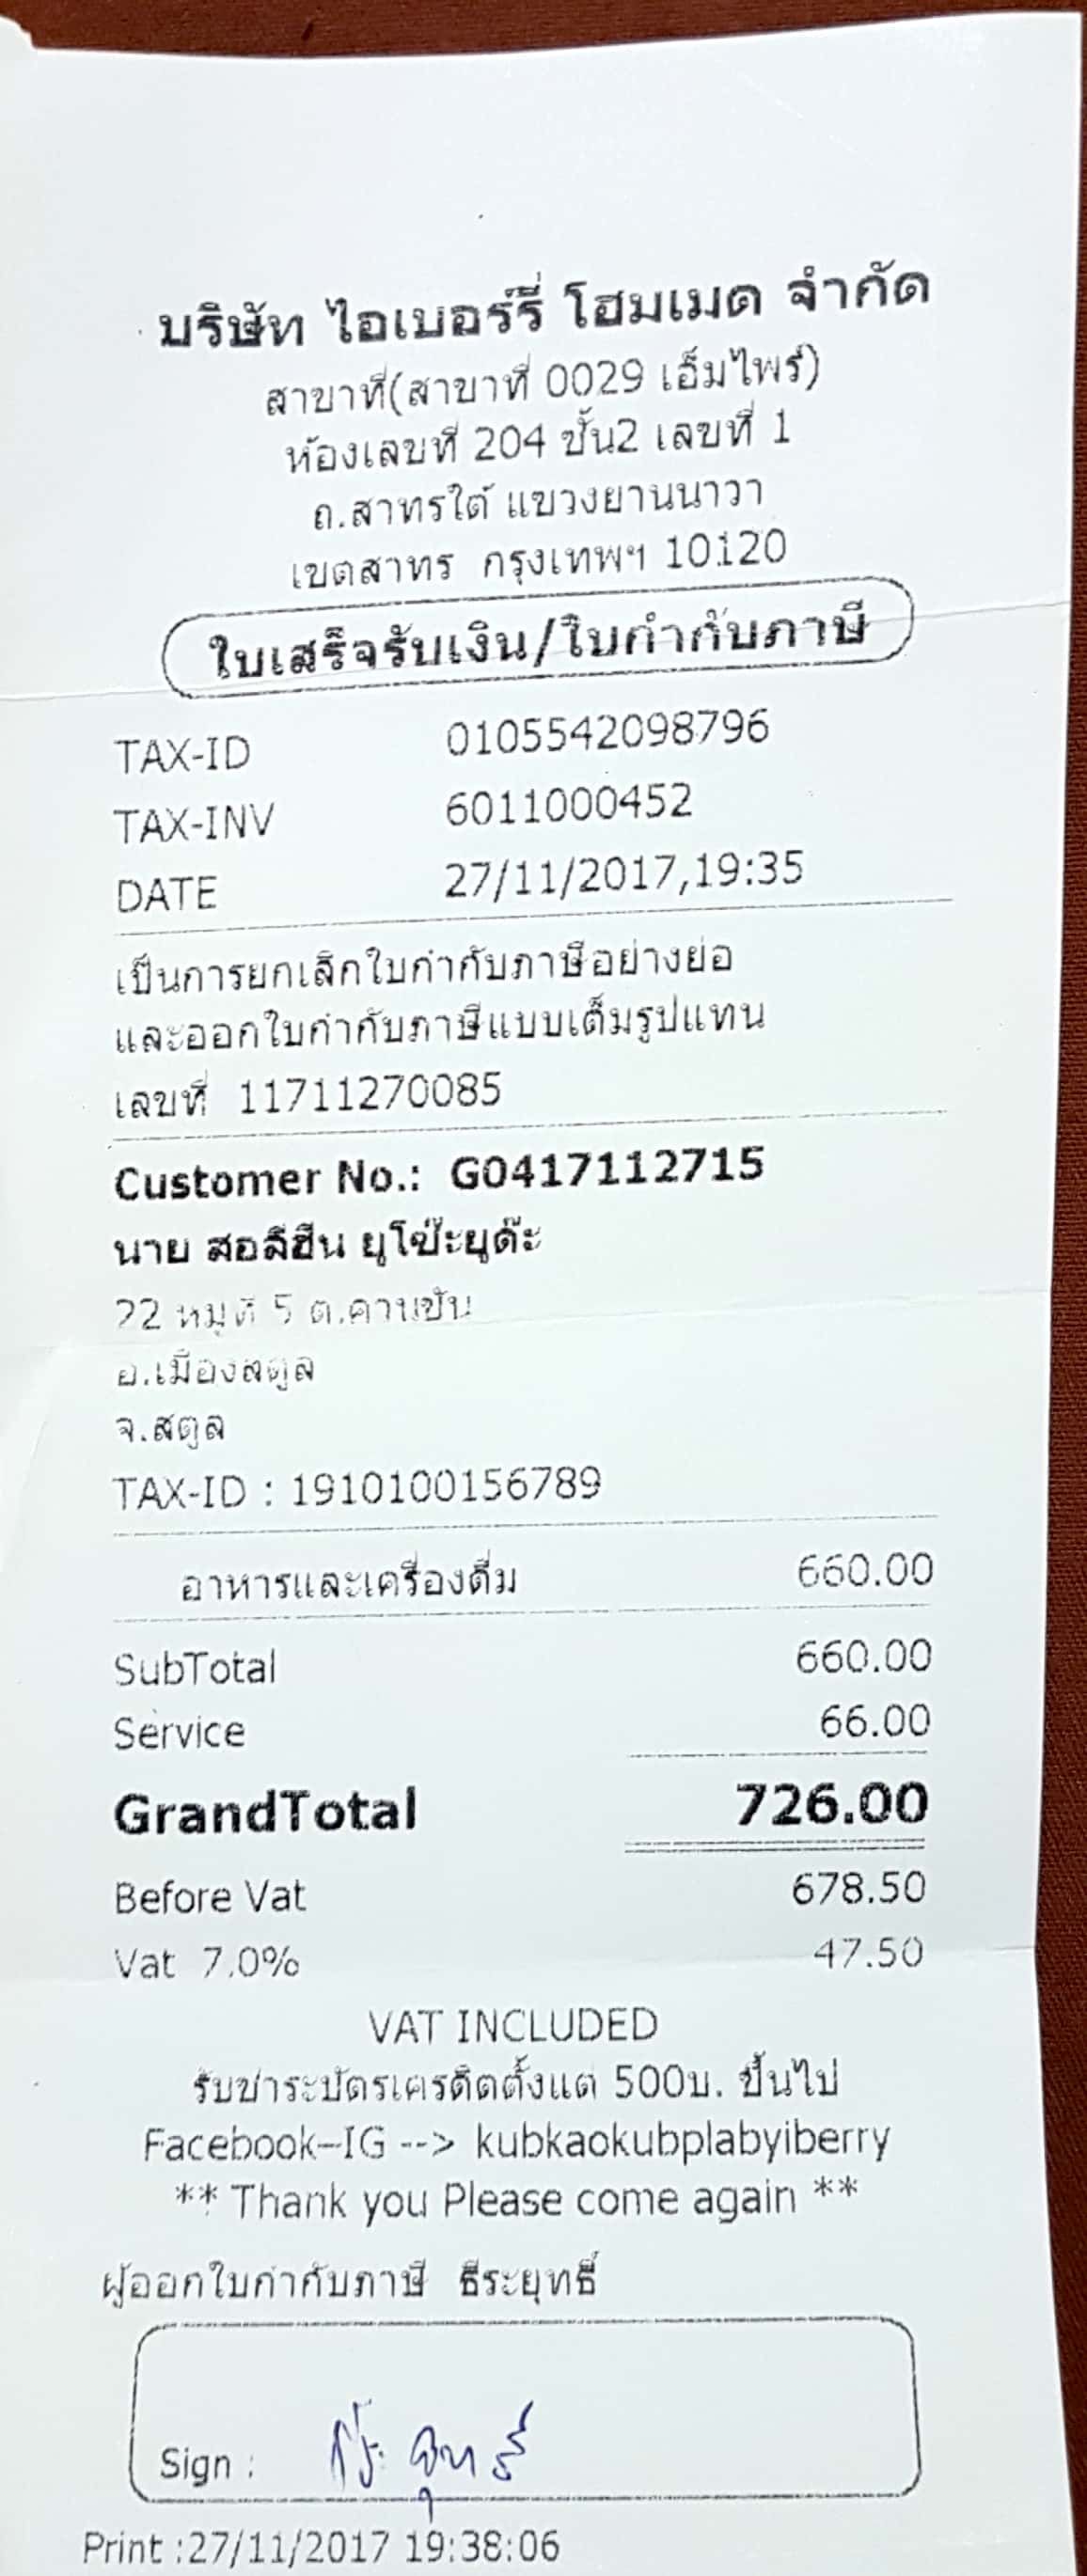 บริษัท ไอเบอร์รี่ โฮมเมด จำกัด
สาขาที่(สาขาที่ 0029 เอ็มไพร์)
ห้องเลขที่ 204 ชั้น2 เลขที่ 1
ถ.สาทรใต้ แขวงยานนาวา
เขตสาทร กรุงเทพฯ 10120
ใบเสร็จรับเงิน/ใบกำกับภาษี
TAX-ID 0105542098796
TAX-INV 6011000452
DATE 27/11/2017,19:35
เป็นการยกเลิกใบกำกับภาษีอย่างย่อ
และออกใบกำกับภาษีแบบเต็มรูปแทน
เลขที่ 11711270085
Customer No.: G0417112715
นาย สอลีฮีน ยูโซ๊ะยูด๊ะ
22 หมู่ที่ 5 ต.ควนขัน
อ.เมืองสตูล
จ.สตูล
TAX-ID : 1910100156789
อาหารและเครื่องดื่ม 660.00
SubTotal 660.00
Service 66.00
GrandTotal 726.00
Before Vat 678.50
Vat 7.0% 47.50
VAT INCLUDED
รับชำระบัตรเครดิตตั้งแต่ 500บ. ขึ้นไป
Facebook-IG --> kubkaokubplabyiberry
** Thank you Please come again **
ผู้ออกใบกำกับภาษี ธีระยุทธิ์
Sign : ธีระยุทธิ์
Print :27/11/2017 19:38:06